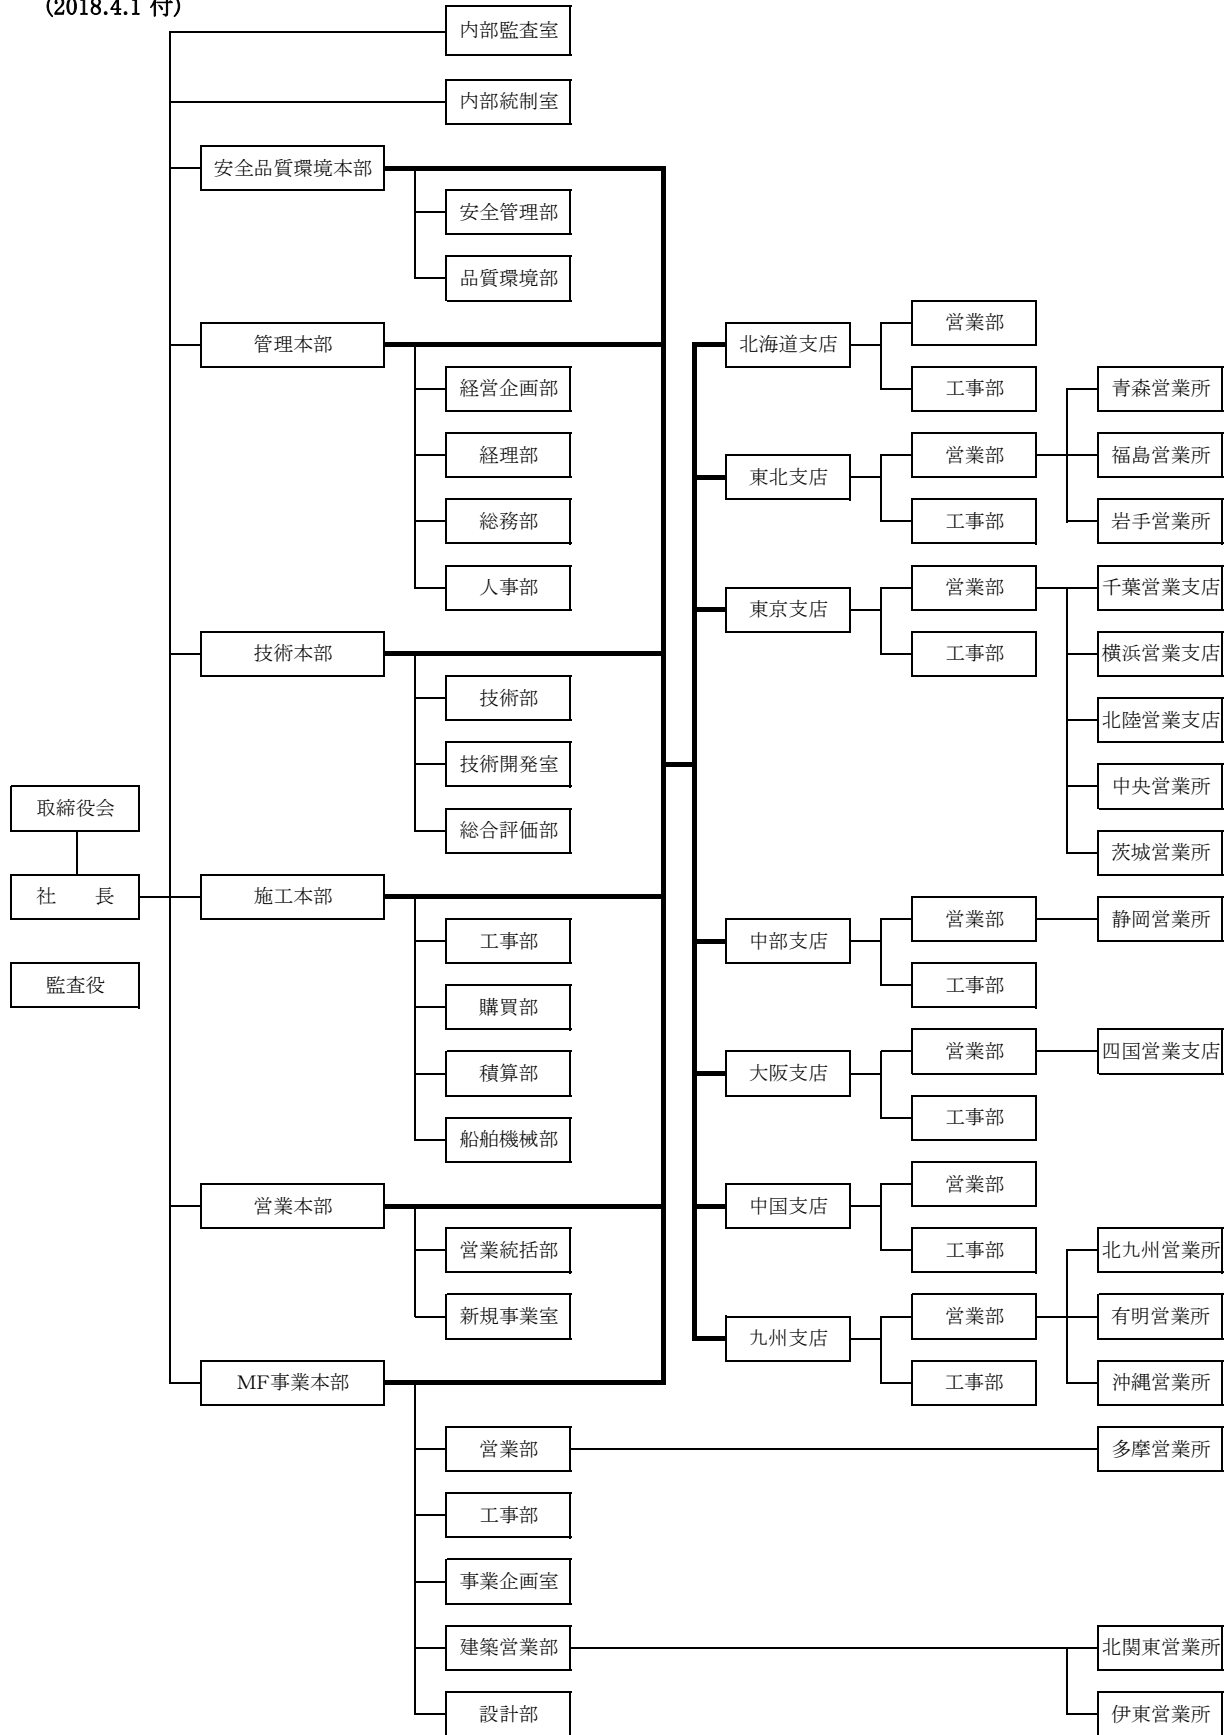 (2018.4.1 付)
内部監査室
内部統制室
安全品質環境本部
安全管理部
品質環境部
管理本部
経営企画部
経理部
総務部
人事部
技術本部
技術部
技術開発室
総合評価部
取締役会
社　　長
監査役
施工本部
工事部
購買部
積算部
船舶機械部
営業本部
営業統括部
新規事業室
MF事業本部
営業部
多摩営業所
工事部
事業企画室
建築営業部
北関東営業所
伊東営業所
設計部
北海道支店
営業部
工事部
東北支店
営業部
青森営業所
福島営業所
岩手営業所
工事部
東京支店
営業部
千葉営業支店
横浜営業支店
北陸営業支店
中央営業所
茨城営業所
工事部
中部支店
営業部
静岡営業所
工事部
大阪支店
営業部
四国営業支店
工事部
中国支店
営業部
工事部
九州支店
営業部
北九州営業所
有明営業所
沖縄営業所
工事部